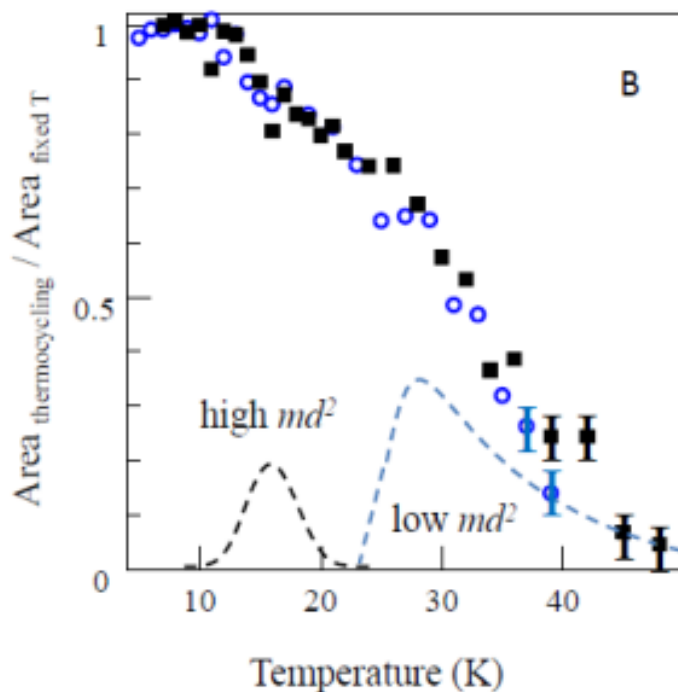 B
Area thermocycling / Area fixed T
1
0.5
0
high md²
low md²
10 20 30 40
Temperature (K)